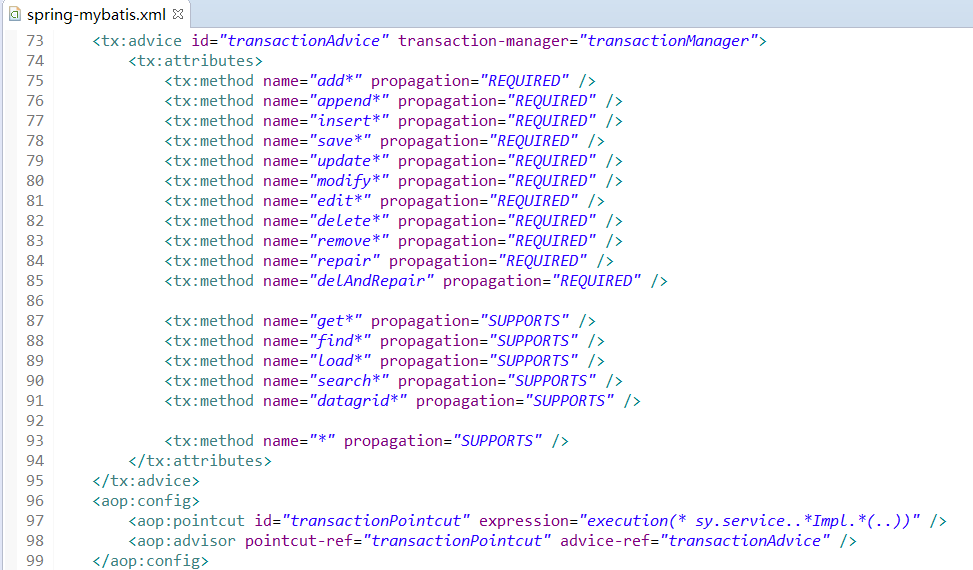 spring-mybatis.xml
73 <tx:advice id="transactionAdvice" transaction-manager="transactionManager">
74 <tx:attributes>
75 <tx:method name="add*" propagation="REQUIRED" />
76 <tx:method name="append*" propagation="REQUIRED" />
77 <tx:method name="insert*" propagation="REQUIRED" />
78 <tx:method name="save*" propagation="REQUIRED" />
79 <tx:method name="update*" propagation="REQUIRED" />
80 <tx:method name="modify*" propagation="REQUIRED" />
81 <tx:method name="edit*" propagation="REQUIRED" />
82 <tx:method name="delete*" propagation="REQUIRED" />
83 <tx:method name="remove*" propagation="REQUIRED" />
84 <tx:method name="repair" propagation="REQUIRED" />
85 <tx:method name="delAndRepair" propagation="REQUIRED" />
86
87 <tx:method name="get*" propagation="SUPPORTS" />
88 <tx:method name="find*" propagation="SUPPORTS" />
89 <tx:method name="load*" propagation="SUPPORTS" />
90 <tx:method name="search*" propagation="SUPPORTS" />
91 <tx:method name="datagrid*" propagation="SUPPORTS" />
92
93 <tx:method name="*" propagation="SUPPORTS" />
94 </tx:attributes>
95 </tx:advice>
96 <aop:config>
97 <aop:pointcut id="transactionPointcut" expression="execution(* sy.service..*Impl.*(..))" />
98 <aop:advisor pointcut-ref="transactionPointcut" advice-ref="transactionAdvice" />
99 </aop:config>